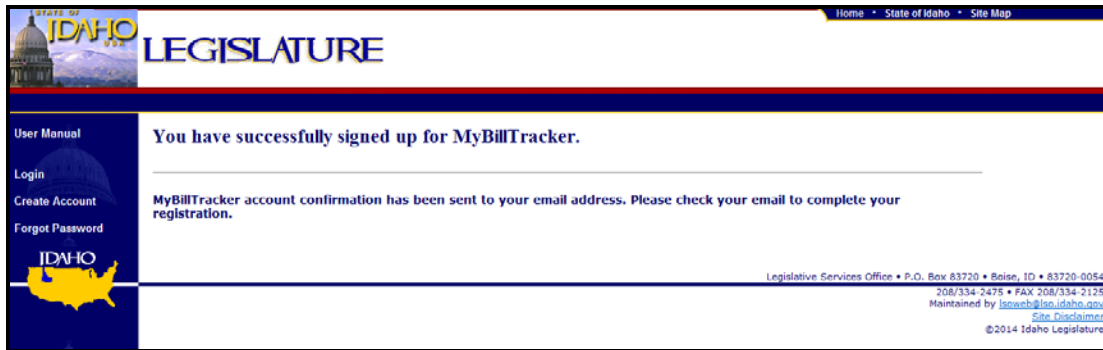 Home • State of Idaho • Site Map
STATE OF
IDAHO
USA
LEGISLATURE
User Manual
Login
Create Account
Forgot Password
IDAHO
You have successfully signed up for MyBillTracker.
MyBillTracker account confirmation has been sent to your email address. Please check your email to complete your
registration.
Legislative Services Office • P.O. Box 83720 • Boise, ID • 83720-0054
208/334-2475 • FAX 208/334-2125
Maintained by lsoweb@lso.idaho.gov
Site Disclaimer
©2014 Idaho Legislature